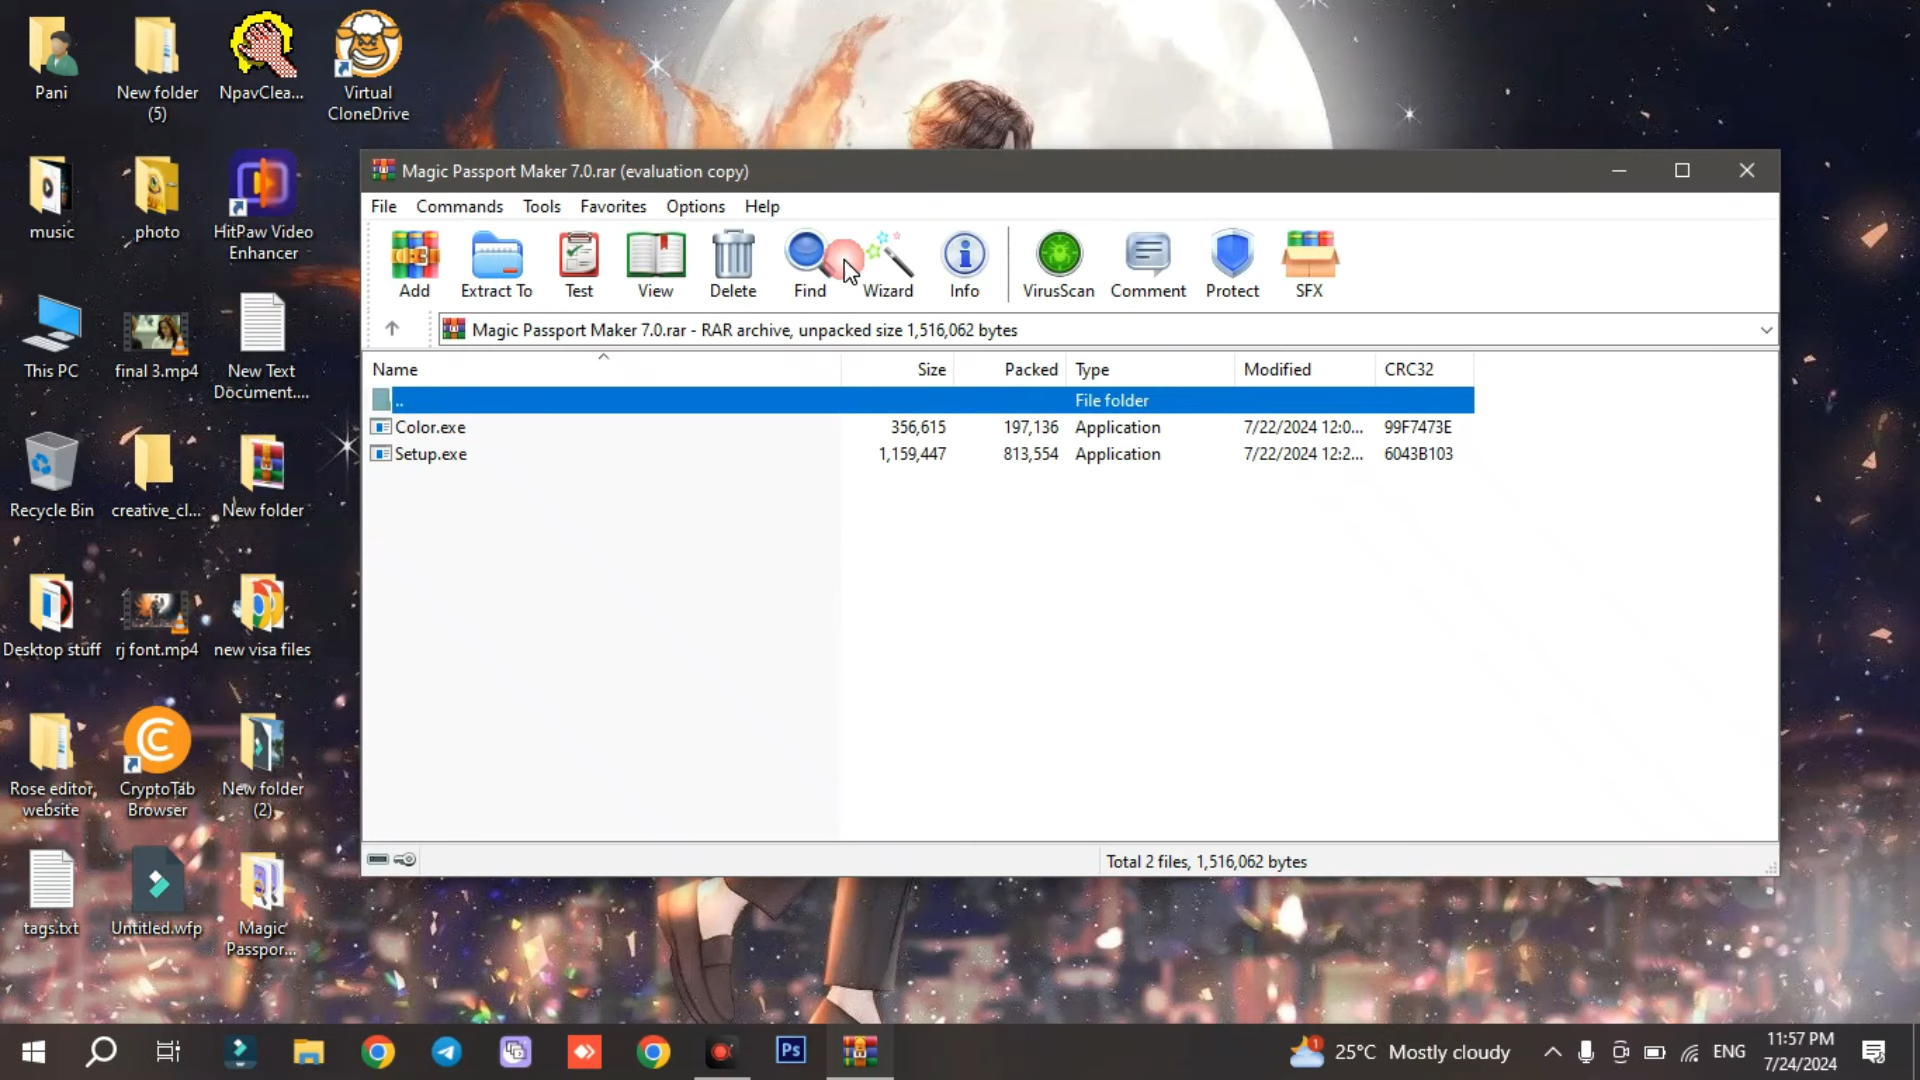 Pani
New folder
(5)
NpavClea...
Virtual
CloneDrive
music
photo
HitPaw Video
Enhancer
This PC
final 3.mp4
New Text
Document....
Recycle Bin
creative_cl...
New folder
Desktop stuff
rj font.mp4
new visa files
Rose editor
website
CryptoTab
Browser
New folder
(2)
tags.txt
Untitled.wfp
Magic
Passpor...
Magic Passport Maker 7.0.rar (evaluation copy)
File Commands Tools Favorites Options Help
Add Extract To Test View Delete Find Wizard Info VirusScan Comment Protect SFX
Magic Passport Maker 7.0.rar - RAR archive, unpacked size 1,516,062 bytes
Name Size Packed Type Modified CRC32
.. File folder
Color.exe 356,615 197,136 Application 7/22/2024 12:0... 99F7473E
Setup.exe 1,159,447 813,554 Application 7/22/2024 12:2... 6043B103
Total 2 files, 1,516,062 bytes
Ps
1
25°C Mostly cloudy
ENG
11:57 PM
7/24/2024